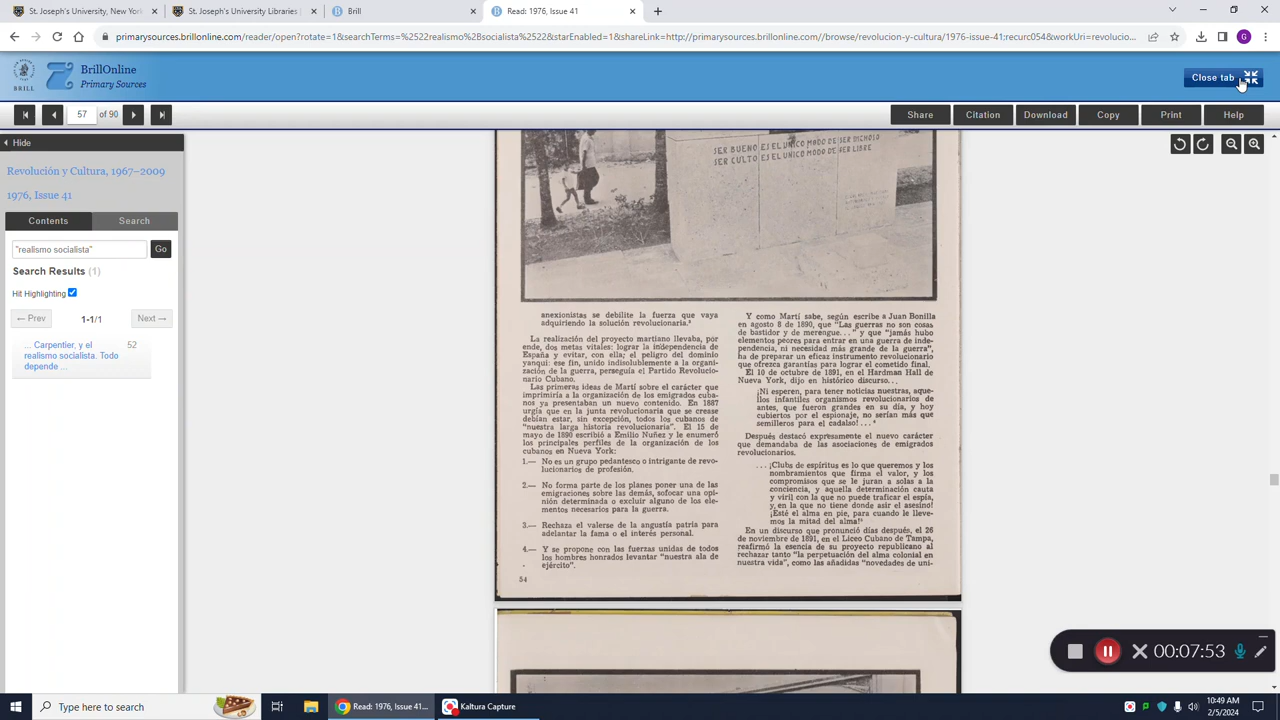 St. Joseph's University, New York
St. Joseph's University Libraries |
Brill
Read: 1976, Issue 41
primarysources.brillonline.com/reader/open?rotate=1&searchTerms=%2522realismo%2Bsocialista%2522&starEnabled=1&shareLink=http://primarysources.brillonline.com//browse/revolucion-y-cultura/1976-issue-41;recurc054&workUri=revoluc...
G
BRILL
BrillOnline
Primary Sources
Close tab
57 of 90
Share
Citation
Download
Copy
Print
Help
Hide
Revolución y Cultura, 1967–2009
1976, Issue 41
Contents
Search
"realismo socialista"
Go
Search Results (1)
Hit Highlighting
← Prev
1-1/1
Next →
... Carpentier, y el
realismo socialista. Todo
depende ...
52
SER BUENO ES EL UNICO MODO DE SER DICHOSO
SER CULTO ES EL UNICO MODO DE SER LIBRE
anexionistas se debilite la fuerza que vaya
adquiriendo la solución revolucionaria.³
La realización del proyecto martiano llevaba, por
ende, dos metas vitales: lograr la independencia de
España y evitar, con ella; el peligro del dominio
yanqui: ese fin, unido indisolublemente a la organi-
zación de la guerra, perseguía el Partido Revolucio-
nario Cubano.
Las primeras ideas de Martí sobre el carácter que
imprimiría a la organización de los emigrados cuba-
nos ya presentaban un nuevo contenido. En 1887
urgía que en la junta revolucionaria que se crease
debían estar, sin excepción, todos los cubanos de
"nuestra larga historia revolucionaria". El 15 de
mayo de 1890 escribió a Emilio Nuñez y le enumeró
los principales perfiles de la organización de los
cubanos en Nueva York:
1.— No es un grupo pedantesco o intrigante de revo-
lucionarios de profesión.
2.— No forma parte de los planes poner una de las
emigraciones sobre las demás, sofocar una opi-
nión determinada o excluir alguno de los ele-
mentos necesarios para la guerra.
3.— Rechaza el valerse de la angustia patria para
adelantar la fama o el interés personal.
4.— Y se propone con las fuerzas unidas de todos
los hombres honrados levantar "nuestra ala de
ejército".
54
Y como Martí sabe, según escribe a Juan Bonilla
en agosto 8 de 1890, que "Las guerras no son cosas
de bastidor y de merengue..." y que "jamás hubo
elementos peores para entrar en una guerra de inde-
pendencia, ni necesidad más grande de la guerra",
ha de preparar un eficaz instrumento revolucionario
que ofrezca garantías para lograr el cometido final.
El 10 de octubre de 1891, en el Hardman Hall de
Nueva York, dijo en histórico discurso...
¡Ni esperen, para tener noticias nuestras, aque-
llos infantiles organismos revolucionarios de
antes, que fueron grandes en su día, y hoy
cubiertos por el espionaje, no serían más que
semilleros para el cadalso!...⁴
Después destacó expresamente el nuevo carácter
que demandaba de las asociaciones de emigrados
revolucionarios.
...¡Clubs de espíritus es lo que queremos y los
nombramientos que firma el valor, y los
compromisos que se le juran a solas a la
conciencia, y aquella determinación cauta
y viril con la que no puede traficar el espía,
y en la que no tiene donde asir el asesino!
¡Esté el alma en pie, para cuando le lleve-
mos la mitad del alma!⁵
En un discurso que pronunció días después, el 26
de noviembre de 1891, en el Liceo Cubano de Tampa,
reafirmó la esencia de su proyecto republicano al
rechazar tanto "la perpetuación del alma colonial en
nuestra vida", como las añadidas "novedades de uni-
00:07:53
Type here to search
Read: 1976, Issue 41...
Kaltura Capture
10:49 AM
2/5/2024